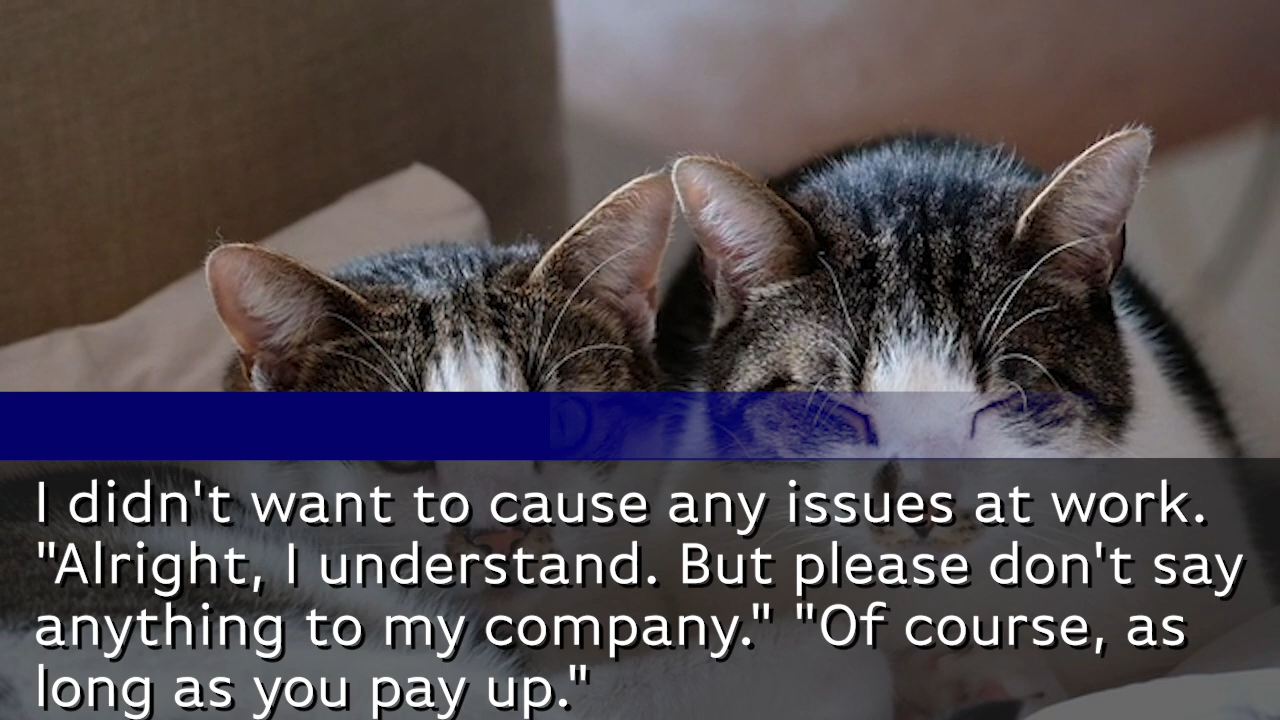 I didn't want to cause any issues at work.
"Alright, I understand. But please don't say
anything to my company." "Of course, as
long as you pay up."